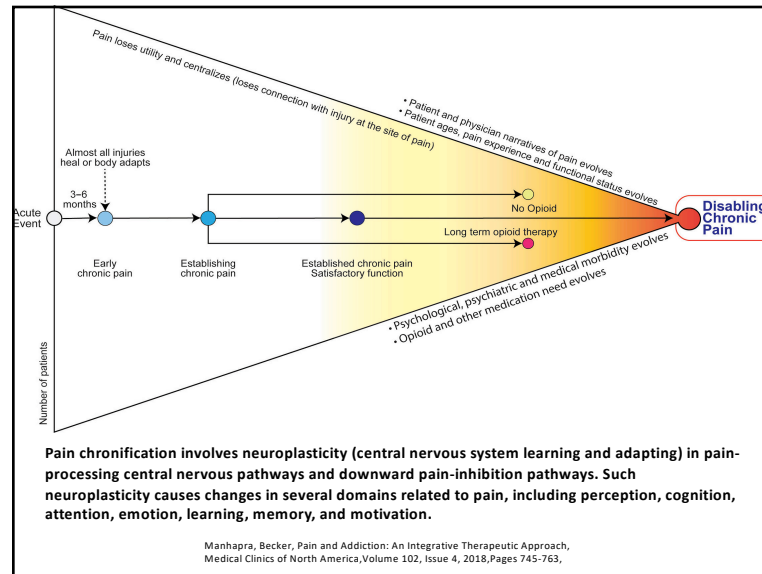 Pain loses utility and centralizes (loses connection with injury at the site of pain)
• Patient and physician narratives of pain evolves
• Patient ages, pain experience and functional status evolves
Almost all injuries
heal or body adapts
3–6
months
Acute
Event
No Opioid
Disabling
Chronic
Pain
Long term opioid therapy
Early
chronic pain
Establishing
chronic pain
Established chronic pain
Satisfactory function
• Psychological, psychiatric and medical morbidity evolves
• Opioid and other medication need evolves
Number of patients
Pain chronification involves neuroplasticity (central nervous system learning and adapting) in pain-
processing central nervous pathways and downward pain-inhibition pathways. Such
neuroplasticity causes changes in several domains related to pain, including perception, cognition,
attention, emotion, learning, memory, and motivation.
Manhapra, Becker, Pain and Addiction: An Integrative Therapeutic Approach,
Medical Clinics of North America,Volume 102, Issue 4, 2018,Pages 745-763,